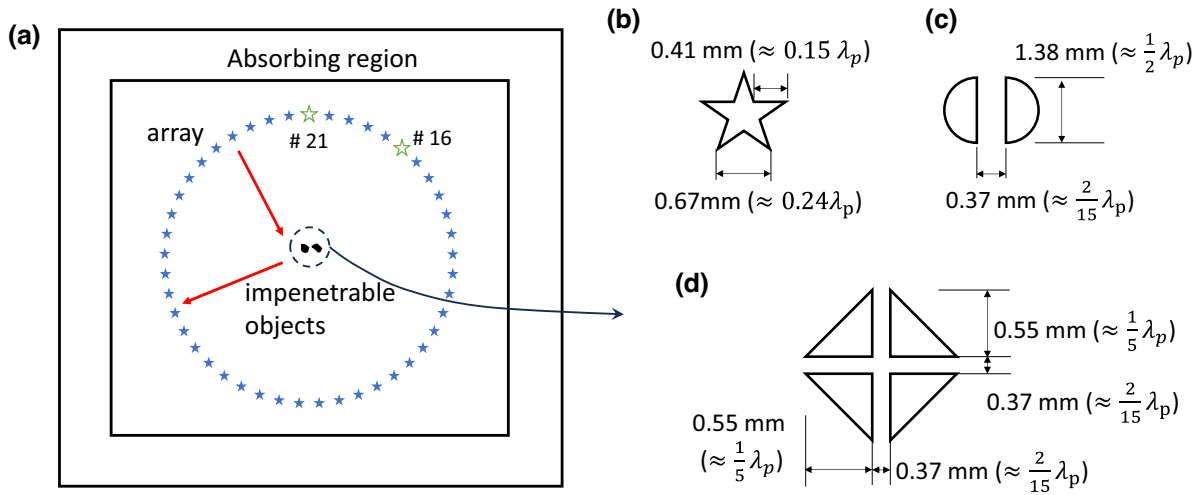 (a)
Absorbing region
array
# 21
# 16
impenetrable
objects
(b)
0.41 mm (≈ 0.15 λₚ)
0.67mm (≈ 0.24λₚ)
(c)
1.38 mm (≈ 1/2 λₚ)
0.37 mm (≈ 2/15 λₚ)
(d)
0.55 mm
(≈ 1/5 λₚ)
0.37 mm
(≈ 2/15 λₚ)
0.55 mm
(≈ 1/5 λₚ)
0.37 mm (≈ 2/15 λₚ)